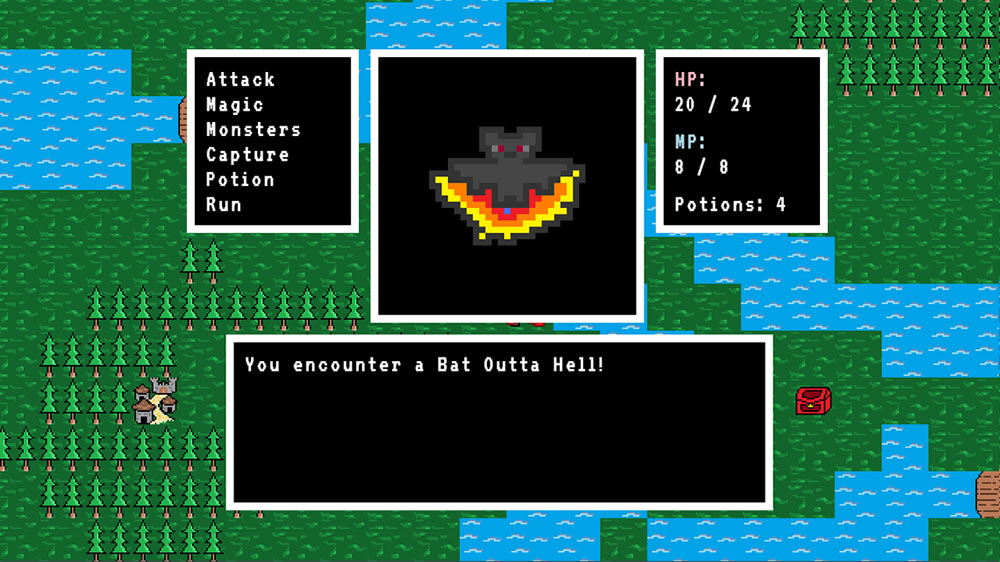 Attack
Magic
Monsters
Capture
Potion
Run
HP:
20 / 24
MP:
8 / 8
Potions: 4
You encounter a Bat Outta Hell!